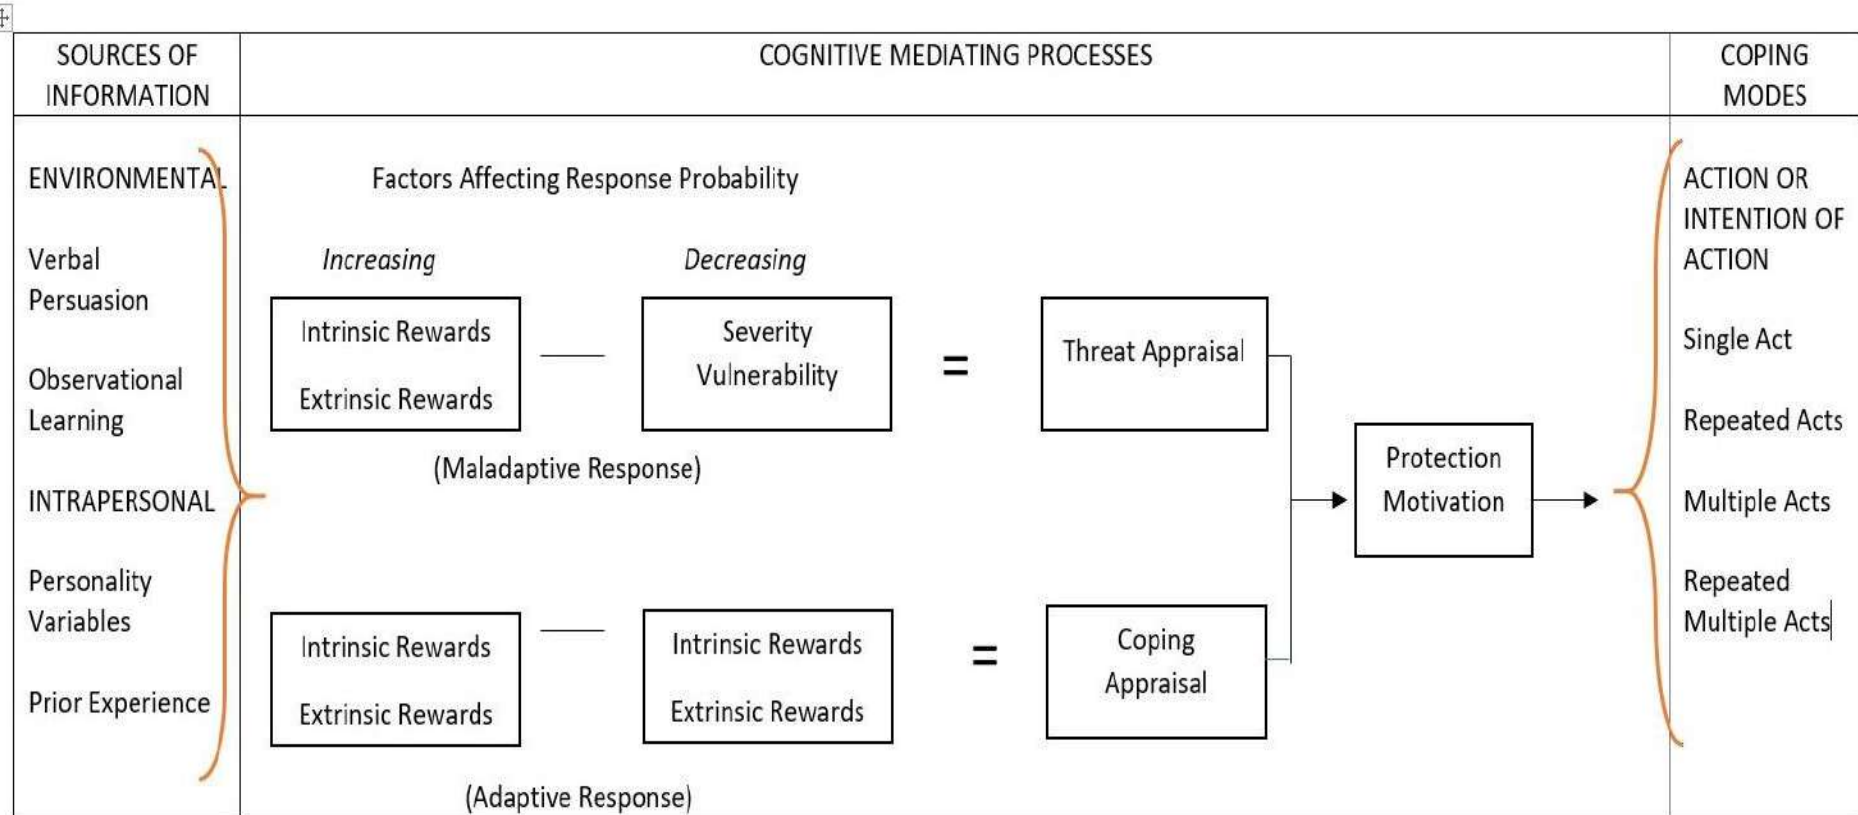 SOURCES OF
INFORMATION
COGNITIVE MEDIATING PROCESSES
COPING
MODES
ENVIRONMENTAL
Verbal
Persuasion
Observational
Learning
INTRAPERSONAL
Personality
Variables
Prior Experience
Factors Affecting Response Probability
Increasing
Decreasing
Intrinsic Rewards
Extrinsic Rewards
—
Severity
Vulnerability
=
Threat Appraisal
(Maladaptive Response)
Protection
Motivation
Intrinsic Rewards
Extrinsic Rewards
—
Intrinsic Rewards
Extrinsic Rewards
=
Coping
Appraisal
(Adaptive Response)
ACTION OR
INTENTION OF
ACTION
Single Act
Repeated Acts
Multiple Acts
Repeated
Multiple Acts